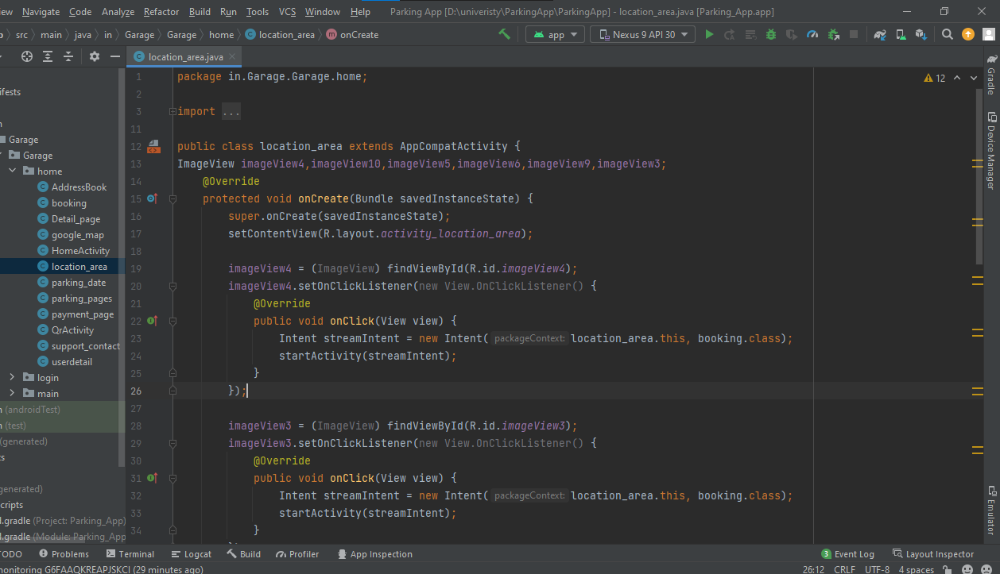 iew Navigate Code Analyze Refactor Build Run Tools VCS Window Help Parking App [D:\univeristy\ParkingApp\ParkingApp] - location_area.java [Parking_App.app]
src main java in Garage Garage home location_area onCreate app Nexus 9 API 30
location_area.java
1 package in.Garage.Garage.home;
2
3 import ...
11
12 public class location_area extends AppCompatActivity {
13 ImageView imageView4,imageView10,imageView5,imageView6,imageView9,imageView3;
14 @Override
15 protected void onCreate(Bundle savedInstanceState) {
16 super.onCreate(savedInstanceState);
17 setContentView(R.layout.activity_location_area);
18
19 imageView4 = (ImageView) findViewById(R.id.imageView4);
20 imageView4.setOnClickListener(new View.OnClickListener() {
21 @Override
22 public void onClick(View view) {
23 Intent streamIntent = new Intent( packageContext: location_area.this, booking.class);
24 startActivity(streamIntent);
25 }
26 });
27
28 imageView3 = (ImageView) findViewById(R.id.imageView3);
29 imageView3.setOnClickListener(new View.OnClickListener() {
30 @Override
31 public void onClick(View view) {
32 Intent streamIntent = new Intent( packageContext: location_area.this, booking.class);
33 startActivity(streamIntent);
34 }
12
ifests
Garage
Garage
home
AddressBook
booking
Detail_page
google_map
HomeActivity
location_area
parking_date
parking_pages
payment_page
QrActivity
support_contact
userdetail
login
main
(androidTest)
(test)
(generated)
generated)
cripts
l.gradle (Project: Parking_App)
l.gradle (Module: Parking_App
Gradle
Device Manager
Emulator
TODO Problems Terminal Logcat Build Profiler App Inspection 3 Event Log Layout Inspector
monitoring G6FAAQKREAPJSKCI (29 minutes ago) 26:12 CRLF UTF-8 4 spaces